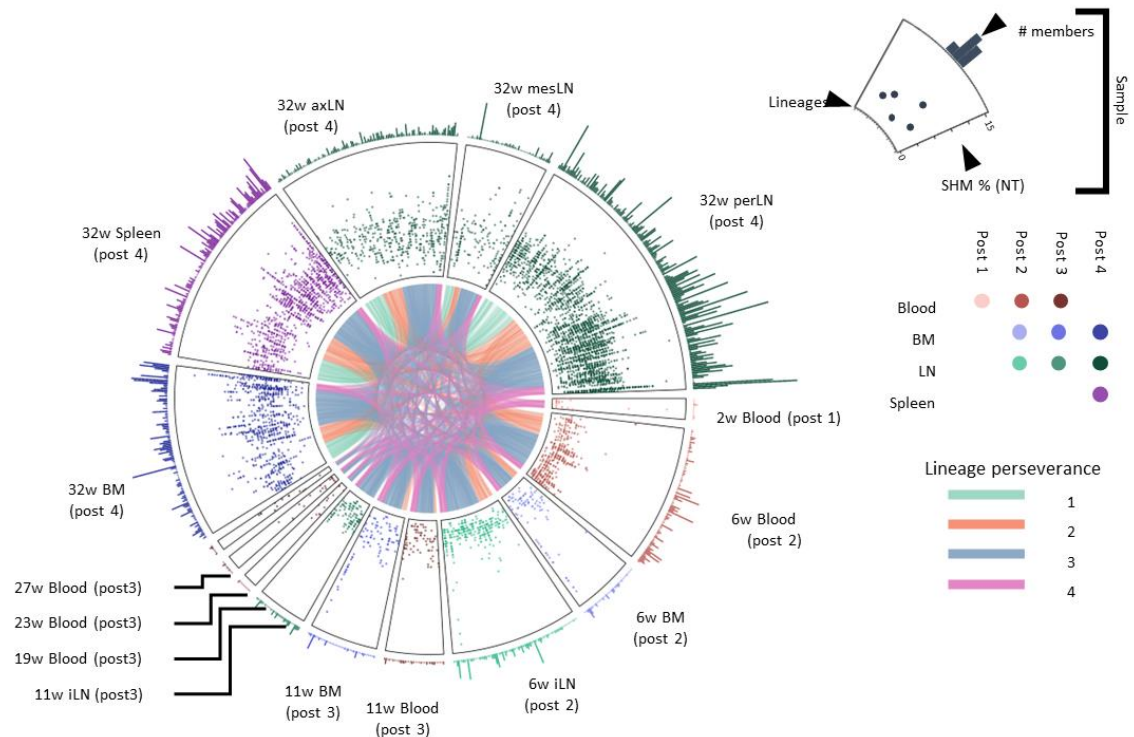 32w mesLN
(post 4)
32w axLN
(post 4)
32w Spleen
(post 4)
32w perLN
(post 4)
2w Blood (post 1)
6w Blood
(post 2)
6w BM
(post 2)
6w iLN
(post 2)
11w Blood
(post 3)
11w BM
(post 3)
32w BM
(post 4)
27w Blood (post3)
23w Blood (post3)
19w Blood (post3)
11w iLN (post3)
# members
Lineages
15
0
SHM % (NT)
Sample
Post 1
Post 2
Post 3
Post 4
Blood
BM
LN
Spleen
Lineage perseverance
1
2
3
4